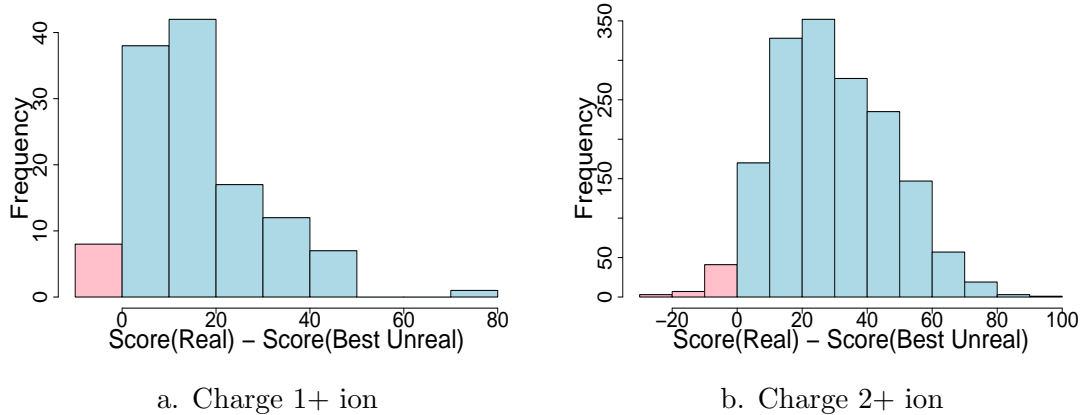 40
30
20
10
0
Frequency
0 20 40 60 80
Score(Real) − Score(Best Unreal)
a. Charge 1+ ion
350
250
150
50
0
Frequency
−20 0 20 40 60 80 100
Score(Real) − Score(Best Unreal)
b. Charge 2+ ion